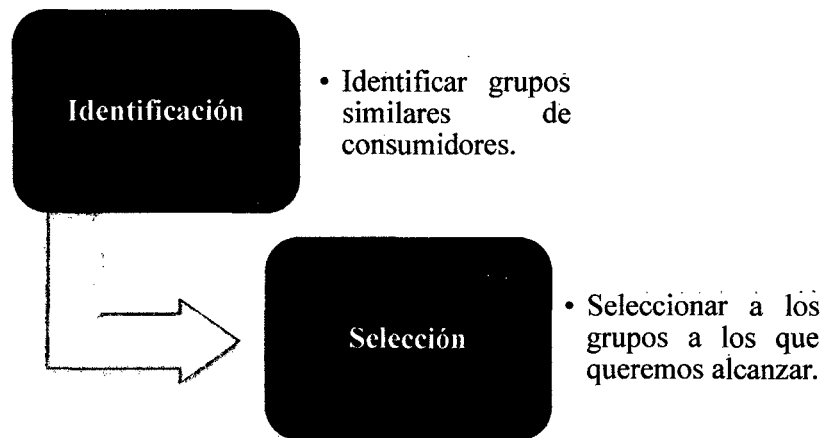 Identificación
• Identificar grupos
similares de
consumidores.
Selección
• Seleccionar a los
grupos a los que
queremos alcanzar.